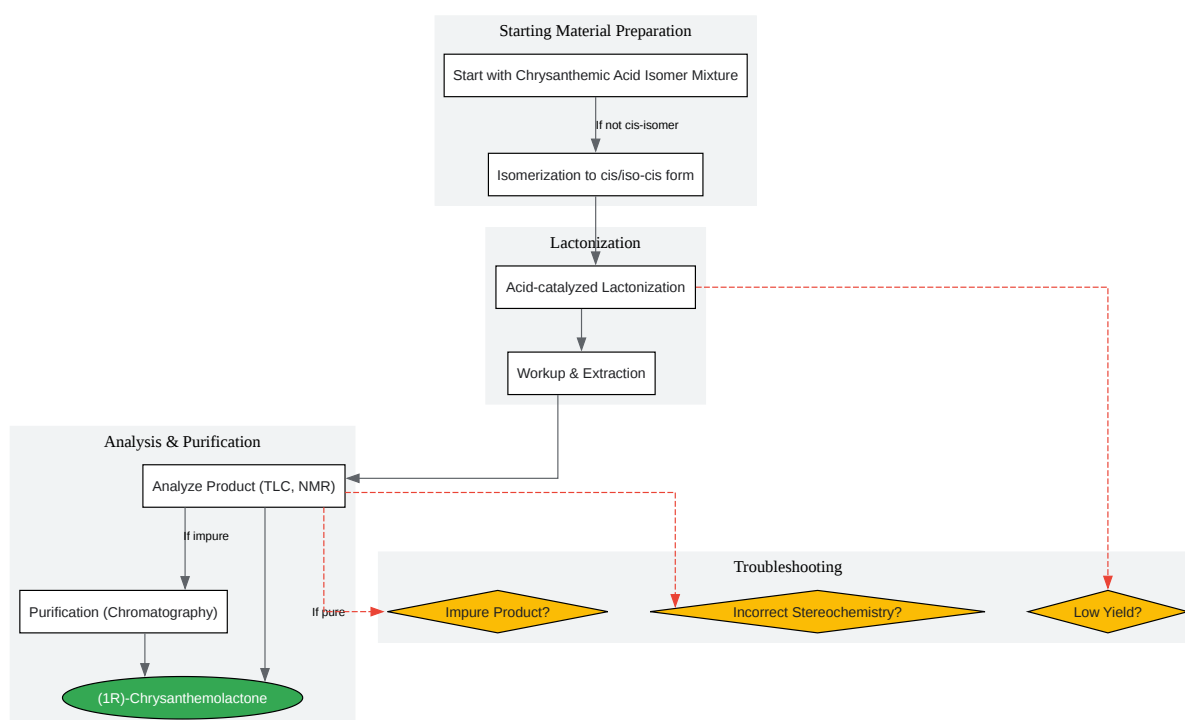 Starting Material Preparation
Start with Chrysanthemic Acid Isomer Mixture
If not cis-isomer
Isomerization to cis/iso-cis form
Lactonization
Acid-catalyzed Lactonization
Workup & Extraction
Analysis & Purification
Analyze Product (TLC, NMR)
If impure
Purification (Chromatography)
If pure
(1R)-Chrysanthemolactone
Troubleshooting
Impure Product?
Incorrect Stereochemistry?
Low Yield?